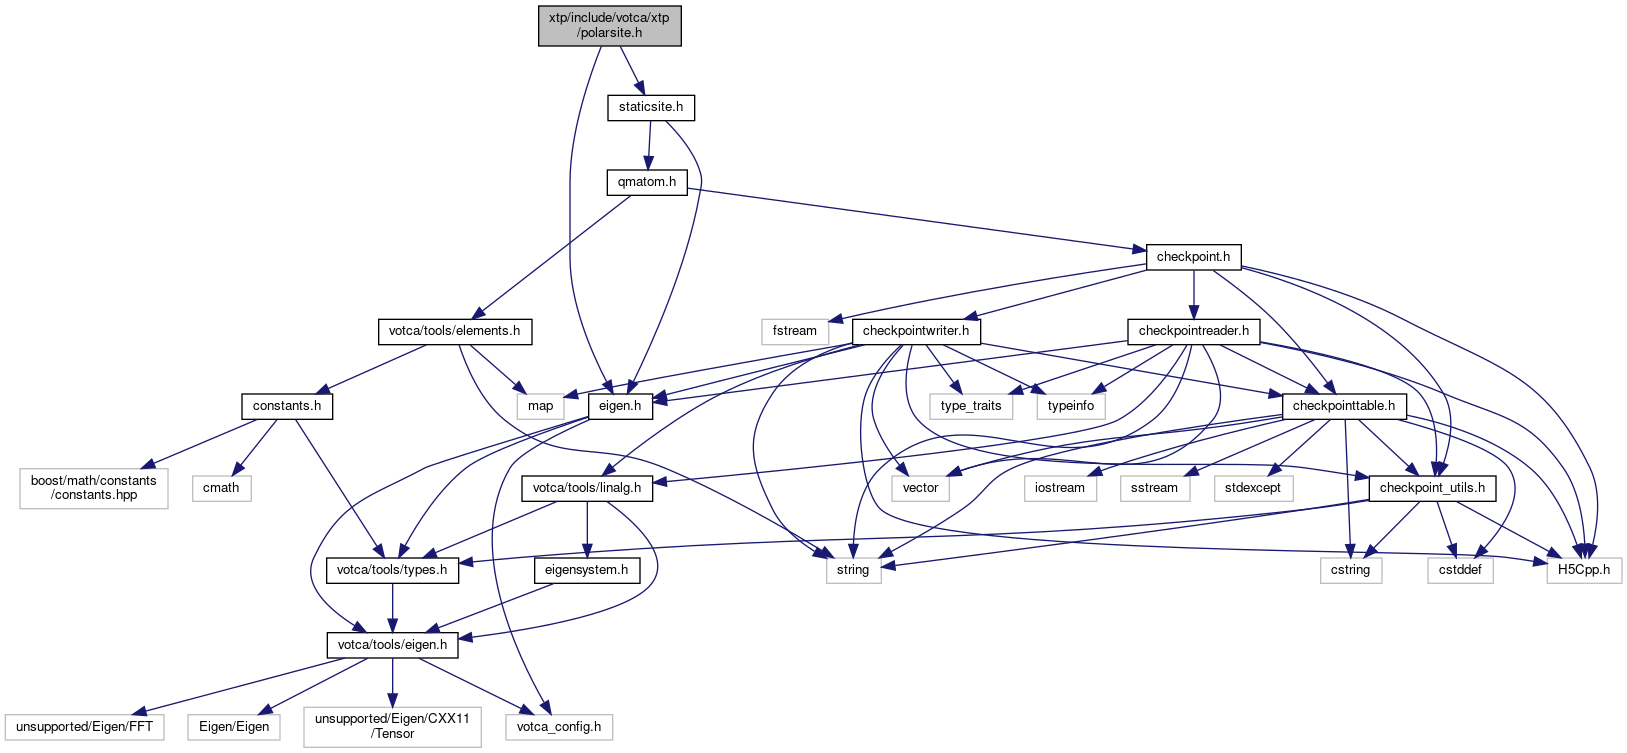 xtp/include/votca/xtp
/polarsite.h
staticsite.h
qmatom.h
checkpoint.h
votca/tools/elements.h
fstream
checkpointwriter.h
checkpointreader.h
constants.h
map
eigen.h
type_traits
typeinfo
checkpointtable.h
boost/math/constants
/constants.hpp
cmath
votca/tools/linalg.h
vector
iostream
sstream
stdexcept
checkpoint_utils.h
votca/tools/types.h
eigensystem.h
string
cstring
cstddef
H5Cpp.h
votca/tools/eigen.h
unsupported/Eigen/FFT
Eigen/Eigen
unsupported/Eigen/CXX11
/Tensor
votca_config.h